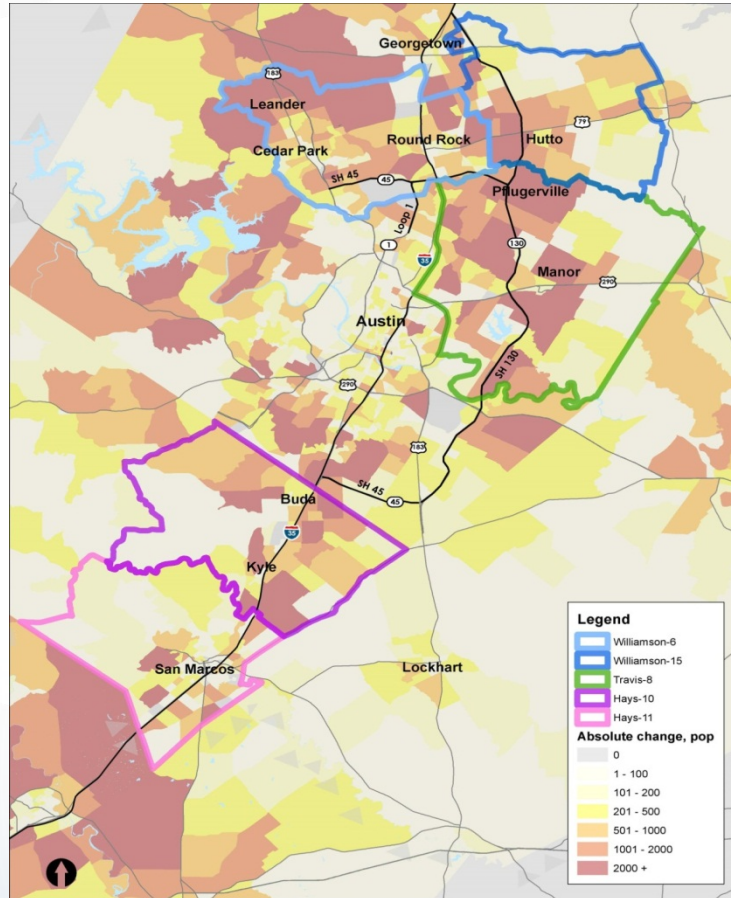 Georgetown
183
Leander
79
Round Rock
Hutto
Cedar Park
SH 45
45
Pflugerville
Loop 1
1
130
35
Manor
290
Austin
SH 130
290
183
Buda
SH 45
45
35
Kyle
San Marcos
Lockhart
Legend
Williamson-6
Williamson-15
Travis-8
Hays-10
Hays-11
Absolute change, pop
0
1 - 100
101 - 200
201 - 500
501 - 1000
1001 - 2000
2000 +